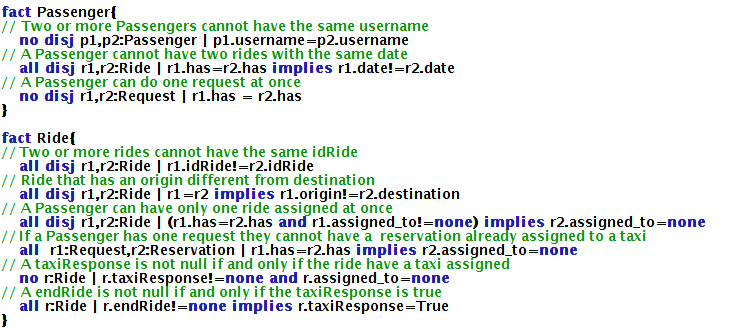 fact Passenger{
// Two or more Passengers cannot have the same username
no disj p1,p2:Passenger | p1.username=p2.username
// A Passenger cannot have two rides with the same date
all disj r1,r2:Ride | r1.has=r2.has implies r1.date!=r2.date
// A Passenger can do one request at once
no disj r1,r2:Request | r1.has = r2.has
}
fact Ride{
// Two or more rides cannot have the same idRide
all disj r1,r2:Ride | r1.idRide!=r2.idRide
// Ride that has an origin different from destination
all disj r1,r2:Ride | r1=r2 implies r1.origin!=r2.destination
// A Passenger can have only one ride assigned at once
all disj r1,r2:Ride | (r1.has=r2.has and r1.assigned_to!=none) implies r2.assigned_to=none
// If a Passenger has one request they cannot have a  reservation already assigned to a taxi
all  r1:Request,r2:Reservation | r1.has=r2.has implies r2.assigned_to=none
// A taxiResponse is not null if and only if the ride have a taxi assigned
no r:Ride | r.taxiResponse!=none and r.assigned_to=none
// A endRide is not null if and only if the taxiResponse is true
all r:Ride | r.endRide!=none implies r.taxiResponse=True
}